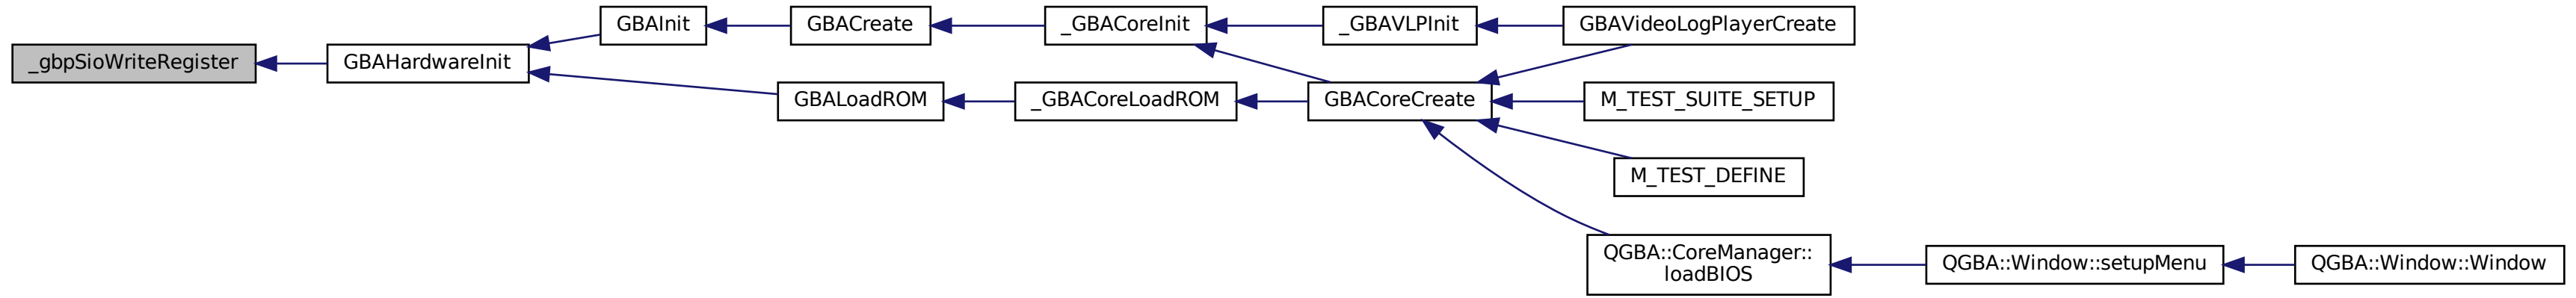 _gbpSioWriteRegister
GBAHardwareInit
GBAInit
GBACreate
_GBACoreInit
_GBAVLPInit
GBAVideoLogPlayerCreate
GBALoadROM
_GBACoreLoadROM
GBACoreCreate
M_TEST_SUITE_SETUP
M_TEST_DEFINE
QGBA::CoreManager::
loadBIOS
QGBA::Window::setupMenu
QGBA::Window::Window